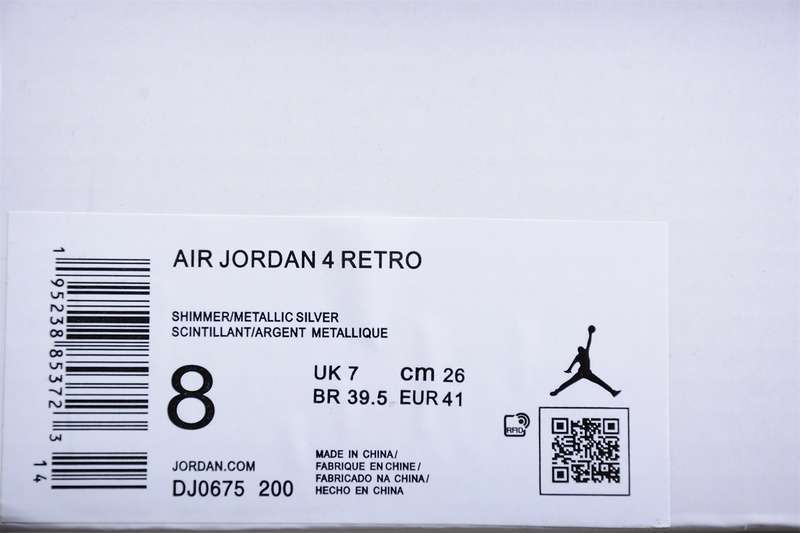 AIR JORDAN 4 RETRO
SHIMMER/METALLIC SILVER
SCINTILLANT/ARGENT METALLIQUE
8
UK 7 cm 26
BR 39.5 EUR 41
JORDAN.COM
DJ0675 200
MADE IN CHINA/
FABRIQUE EN CHINE/
FABRICADO NA CHINA/
HECHO EN CHINA
RFID
1 95238 85372 3
14